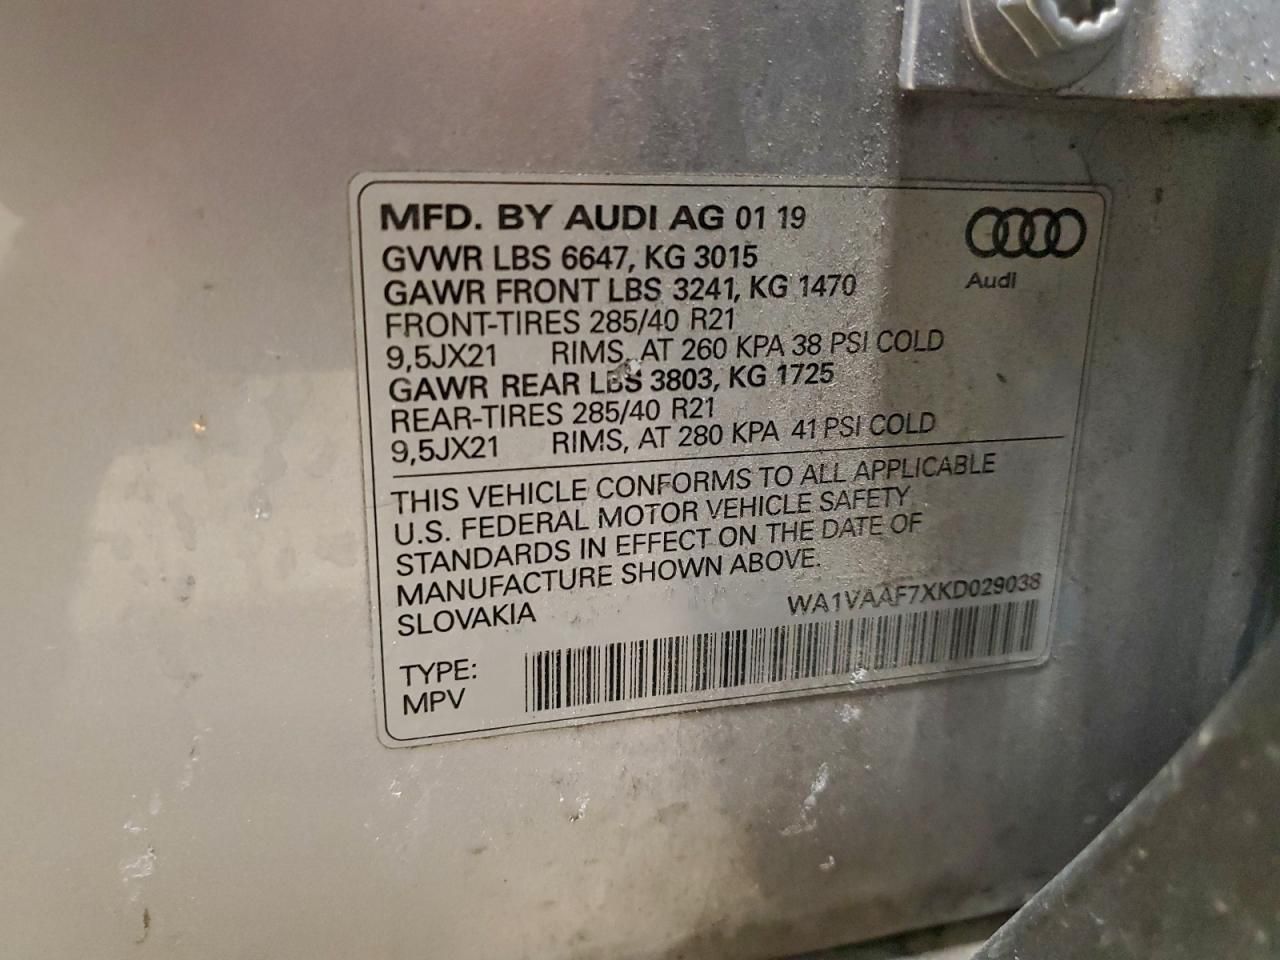 MFD. BY AUDI AG 01 19
GVWR LBS 6647, KG 3015
GAWR FRONT LBS 3241, KG 1470
FRONT-TIRES 285/40 R21
9,5JX21 RIMS, AT 260 KPA 38 PSI COLD
GAWR REAR LBS 3803, KG 1725
REAR-TIRES 285/40 R21
9,5JX21 RIMS, AT 280 KPA 41 PSI COLD
Audi
THIS VEHICLE CONFORMS TO ALL APPLICABLE
U.S. FEDERAL MOTOR VEHICLE SAFETY
STANDARDS IN EFFECT ON THE DATE OF
MANUFACTURE SHOWN ABOVE.
SLOVAKIA
WA1VAAF7XKD029038
TYPE:
MPV